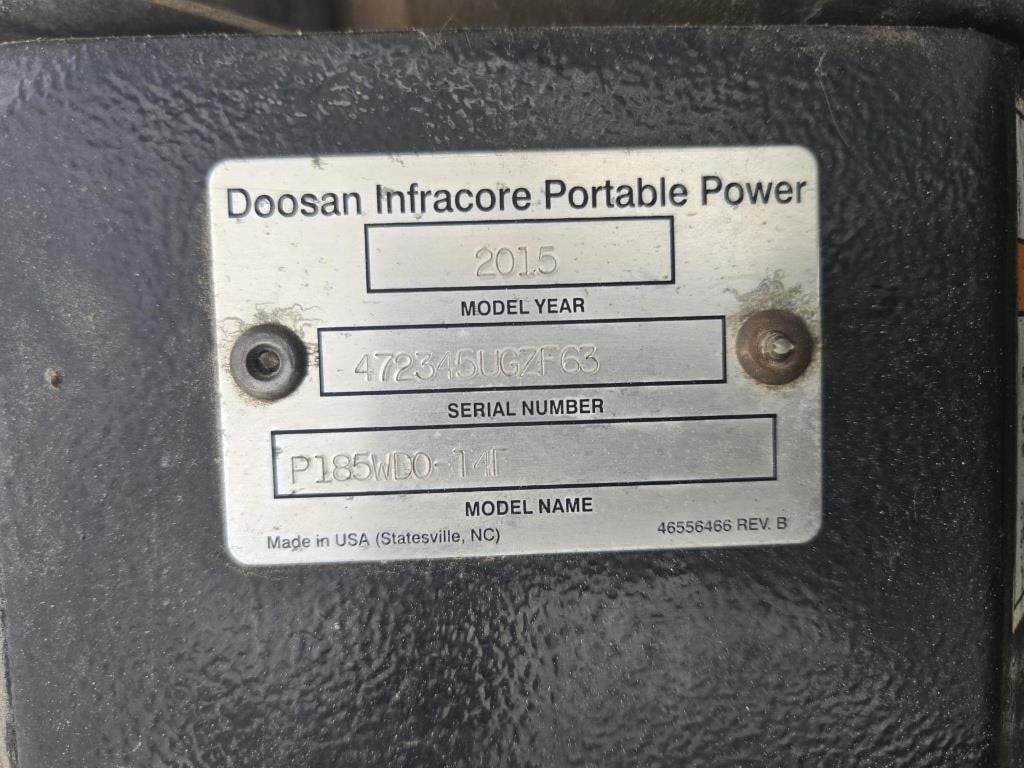 Doosan Infracore Portable Power
2015
MODEL YEAR
472345UGZF63
SERIAL NUMBER
P185WDO-T4F
MODEL NAME
Made in USA (Statesville, NC)
46556466 REV. B